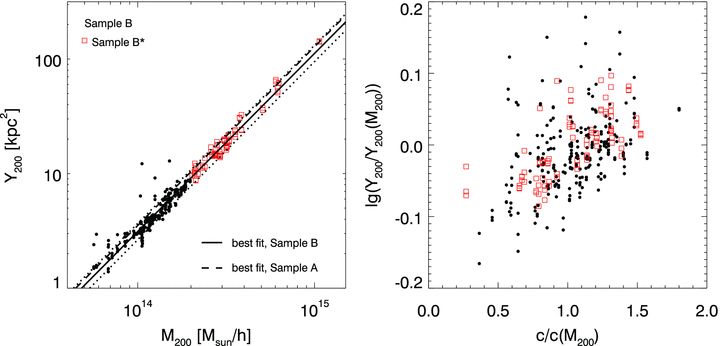 Sample B
Sample B*
100
10
1
Y200 [kpc2]
best fit, Sample B
best fit, Sample A
10^14
10^15
M200 [Msun/h]
0.2
0.1
0.0
-0.1
-0.2
lg(Y200/Y200(M200))
0.0 0.5 1.0 1.5 2.0
c/c(M200)